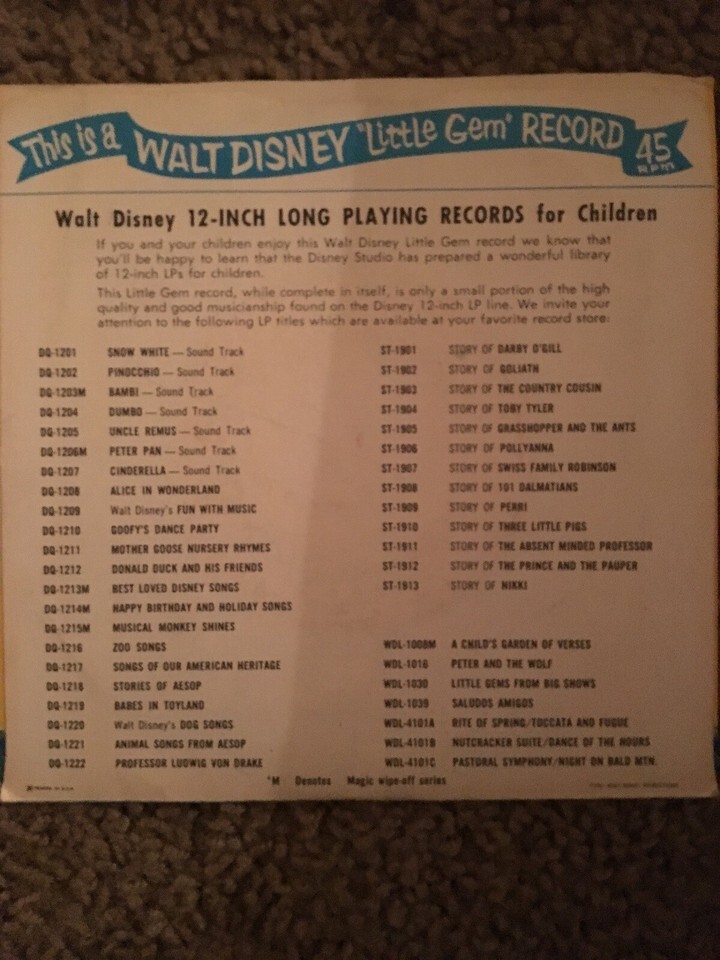 This is a WALT DISNEY "Little Gem" RECORD 45 RPM
Walt Disney 12-INCH LONG PLAYING RECORDS for Children
If you and your children enjoy this Walt Disney Little Gem record we know that
you'll be happy to learn that the Disney Studio has prepared a wonderful library
of 12-inch LPs for children.
This Little Gem record, while complete in itself, is only a small portion of the high
quality and good musicianship found on the Disney 12-inch LP line. We invite your
attention to the following LP titles which are available at your favorite record store:
DQ-1201 SNOW WHITE — Sound Track
DQ-1202 PINOCCHIO — Sound Track
DQ-1203M BAMBI — Sound Track
DQ-1204 DUMBO — Sound Track
DQ-1205 UNCLE REMUS — Sound Track
DQ-1206M PETER PAN — Sound Track
DQ-1207 CINDERELLA — Sound Track
DQ-1208 ALICE IN WONDERLAND
DQ-1209 Walt Disney's FUN WITH MUSIC
DQ-1210 GOOFY'S DANCE PARTY
DQ-1211 MOTHER GOOSE NURSERY RHYMES
DQ-1212 DONALD DUCK AND HIS FRIENDS
DQ-1213M BEST LOVED DISNEY SONGS
DQ-1214M HAPPY BIRTHDAY AND HOLIDAY SONGS
DQ-1215M MUSICAL MONKEY SHINES
DQ-1216 ZOO SONGS
DQ-1217 SONGS OF OUR AMERICAN HERITAGE
DQ-1218 STORIES OF AESOP
DQ-1219 BABES IN TOYLAND
DQ-1220 Walt Disney's DOG SONGS
DQ-1221 ANIMAL SONGS FROM AESOP
DQ-1222 PROFESSOR LUDWIG VON DRAKE
ST-1901 STORY OF DARBY O'GILL
ST-1902 STORY OF GOLIATH
ST-1903 STORY OF THE COUNTRY COUSIN
ST-1904 STORY OF TOBY TYLER
ST-1905 STORY OF GRASSHOPPER AND THE ANTS
ST-1906 STORY OF POLLYANNA
ST-1907 STORY OF SWISS FAMILY ROBINSON
ST-1908 STORY OF 101 DALMATIANS
ST-1909 STORY OF PERRI
ST-1910 STORY OF THREE LITTLE PIGS
ST-1911 STORY OF THE ABSENT MINDED PROFESSOR
ST-1912 STORY OF THE PRINCE AND THE PAUPER
ST-1913 STORY OF NIKKI
WDL-1008M A CHILD'S GARDEN OF VERSES
WDL-1016 PETER AND THE WOLF
WDL-1030 LITTLE GEMS FROM BIG SHOWS
WDL-1039 SALUDOS AMIGOS
WDL-4101A RITE OF SPRING/TOCCATA AND FUGUE
WDL-4101B NUTCRACKER SUITE/DANCE OF THE HOURS
WDL-4101C PASTORAL SYMPHONY/NIGHT ON BALD MTN.
*M Denotes Magic wipe-off series